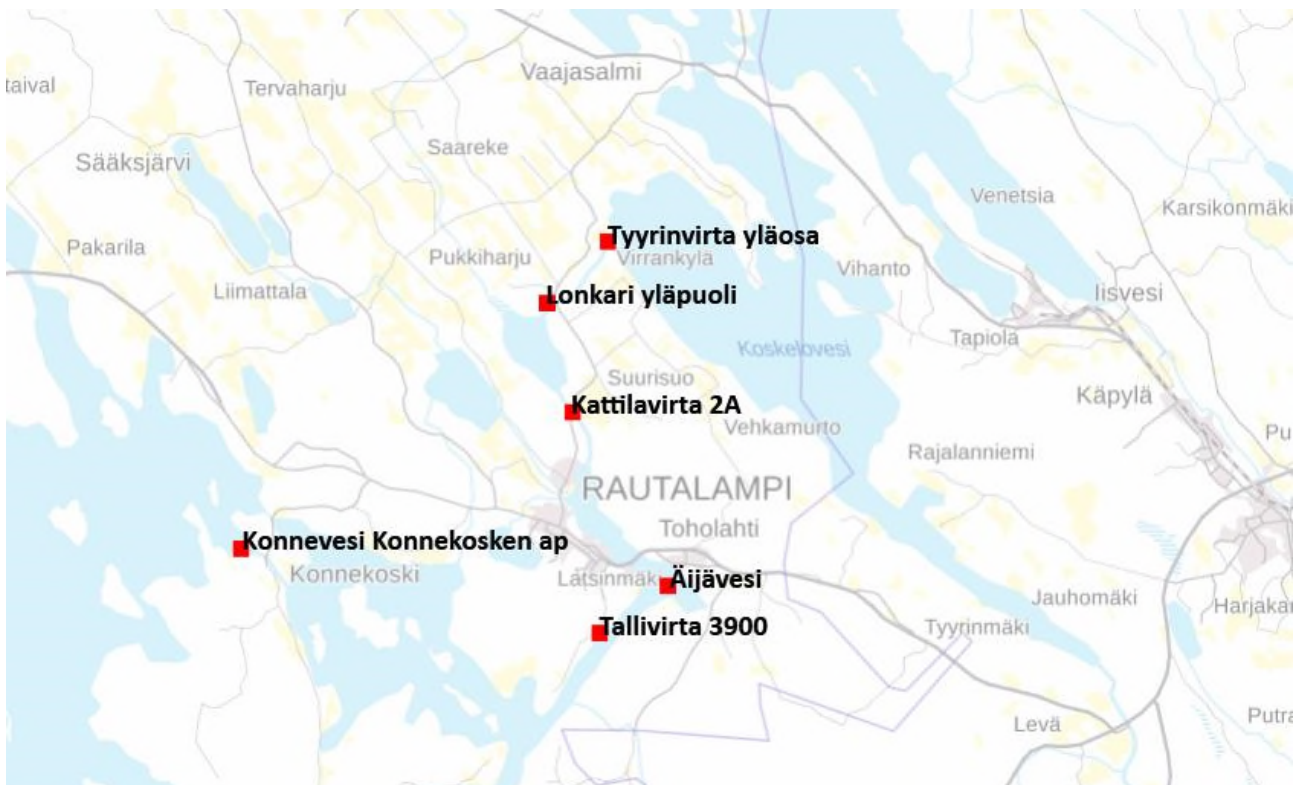 Vaajasalmi
taival
Tervaharju
Saareke
Sääksjärvi
Venetsia
Karsikonmäki
Tyyrinvirta yläosa
Pakarila
Pukkiharju
Virrankylä
Vihanto
Liimattala
Lonkari yläpuoli
Iisvesi
Tapiola
Koskelovesi
Suurisuo
Käpylä
Kattilavirta 2A
Vehkamurto
Pu
Rajalanniemi
RAUTALAMPI
Toholahti
Konnevesi Konnekosken ap
Konnekoski
Lätsinmäki
Äijävesi
Jauhomäki
Harjakan
Tallivirta 3900
Tyyrinmäki
Levä
Putra